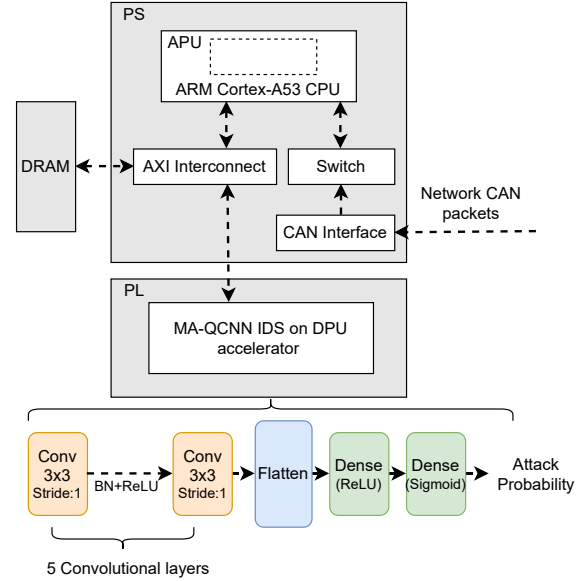 PS
APU
ARM Cortex-A53 CPU
DRAM
AXI Interconnect
Switch
Network CAN
packets
CAN Interface
PL
MA-QCNN IDS on DPU
accelerator
Conv
3x3
Stride:1
BN+ReLU
Conv
3x3
Stride:1
Flatten
Dense
(ReLU)
Dense
(Sigmoid)
Attack
Probability
5 Convolutional layers